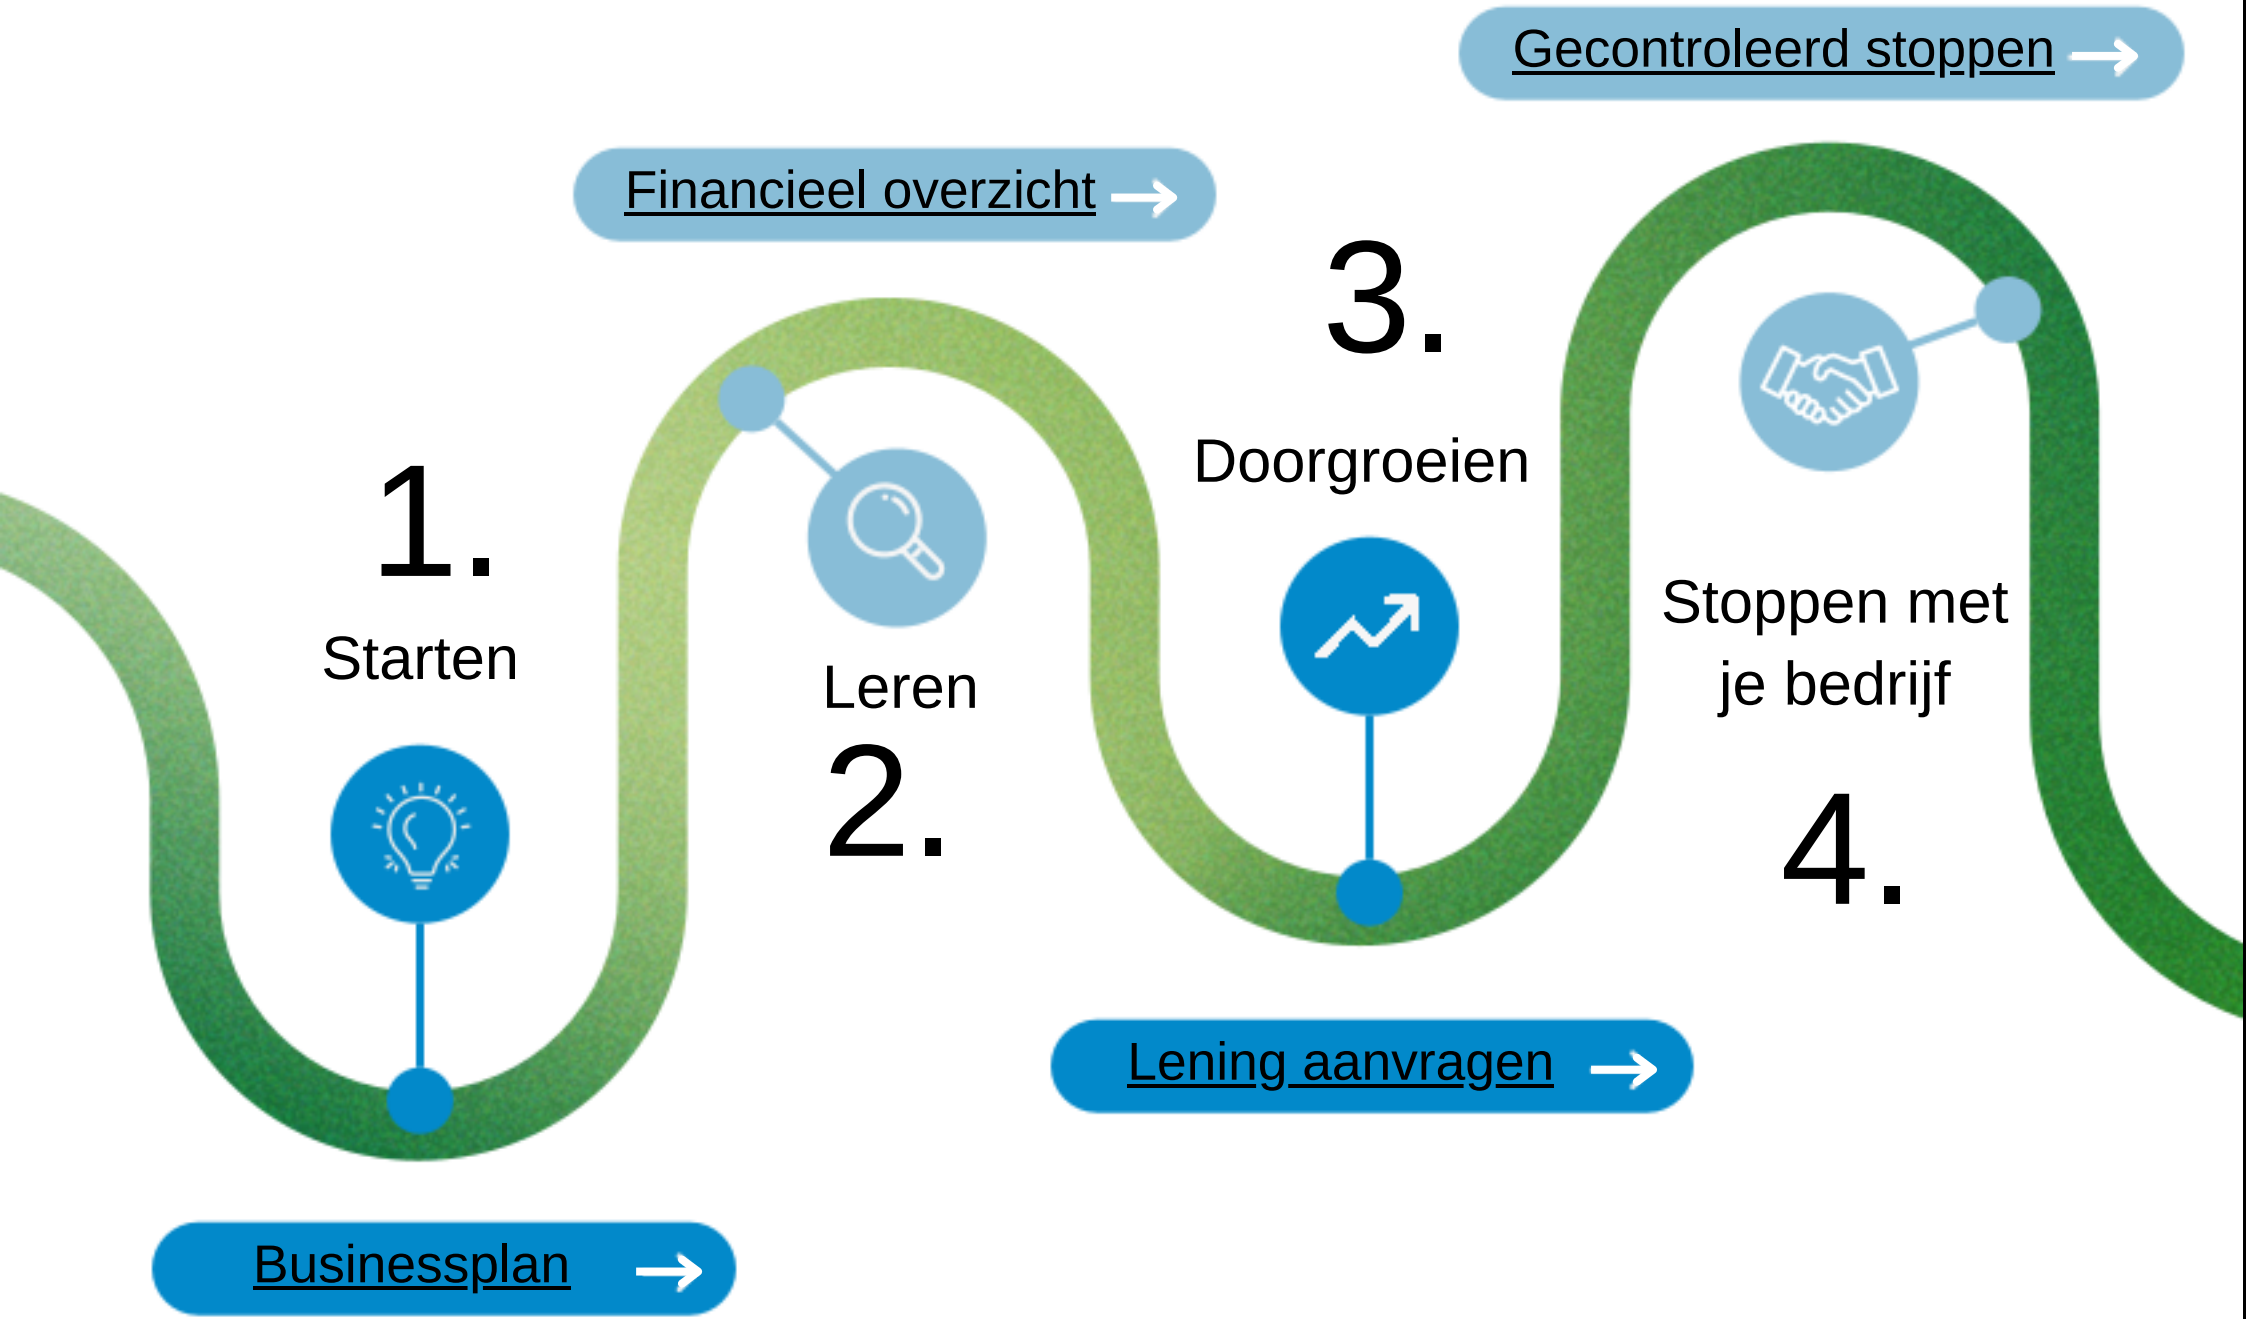 Gecontroleerd stoppen
Financieel overzicht
3.
Doorgroeien
1.
Starten
Leren
2.
Stoppen met
je bedrijf
4.
Lening aanvragen
Businessplan